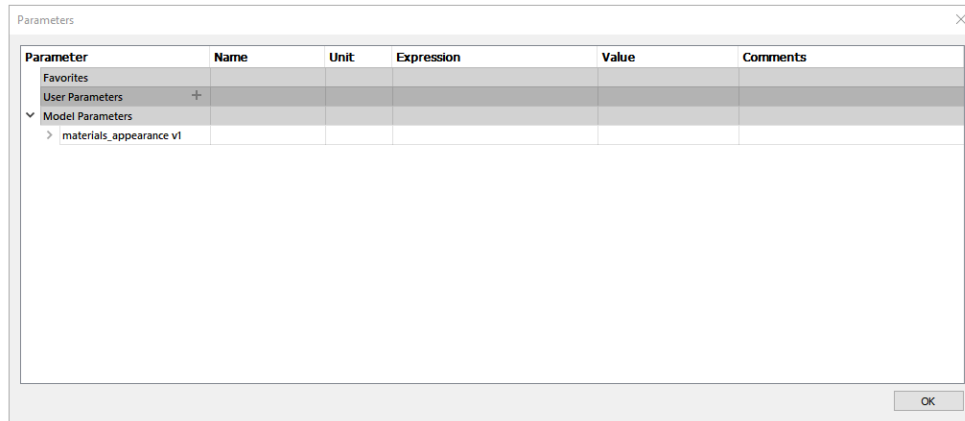 Parameters
Parameter Name Unit Expression Value Comments
Favorites
User Parameters +
Model Parameters
materials_appearance v1
OK